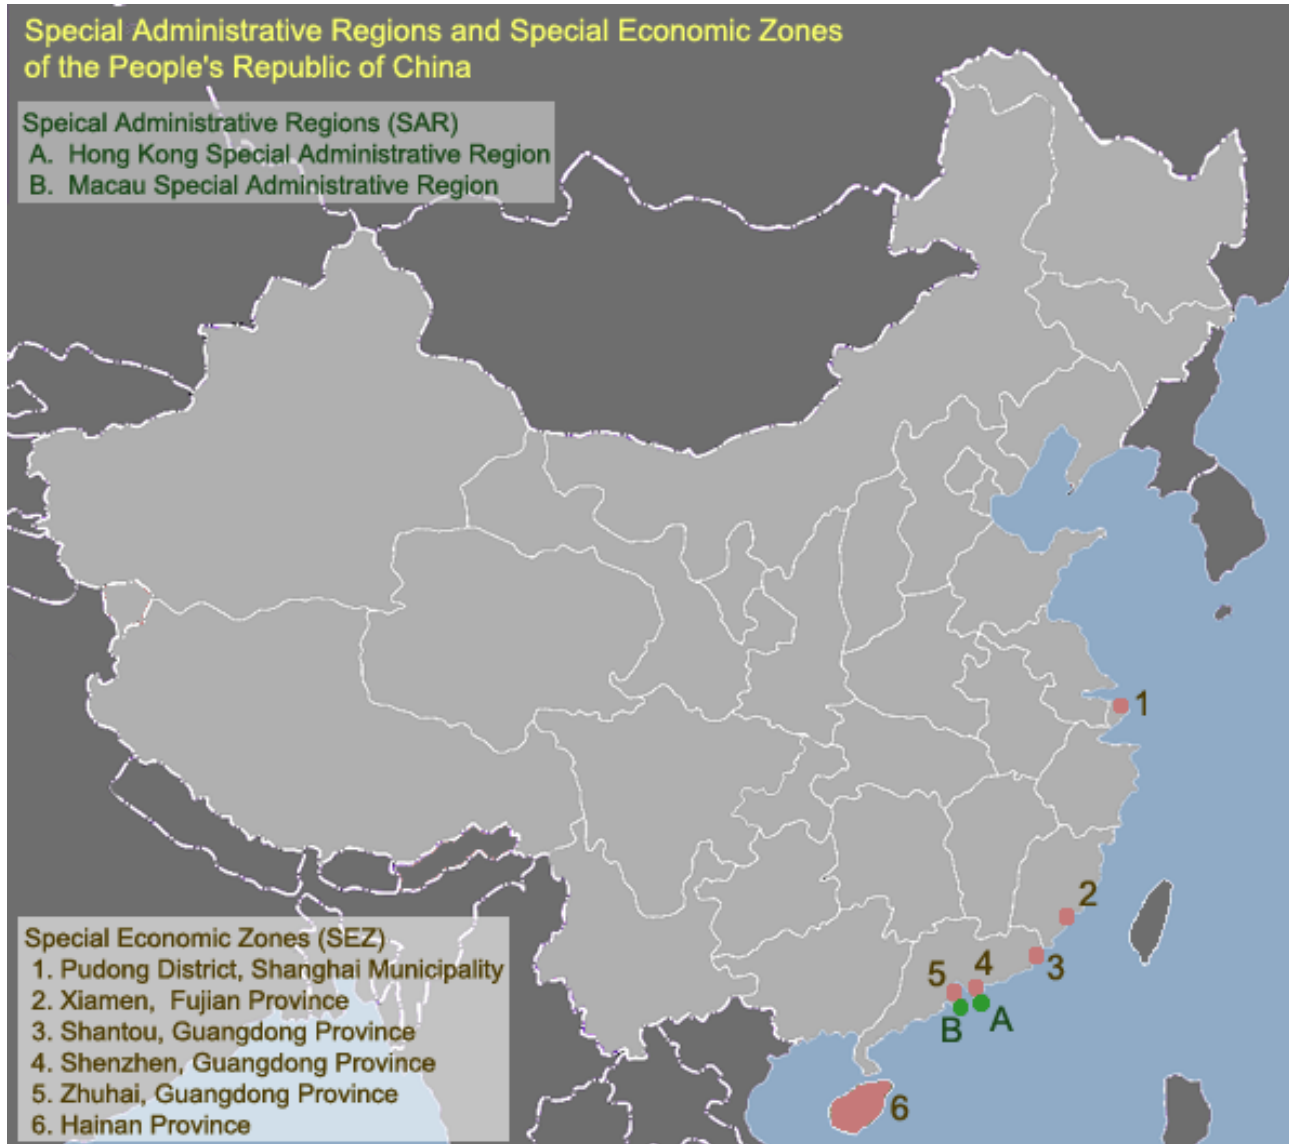 Special Administrative Regions and Special Economic Zones
of the People's Republic of China
Speical Administrative Regions (SAR)
A. Hong Kong Special Administrative Region
B. Macau Special Administrative Region
1
2
3
4
5
A
B
6
Special Economic Zones (SEZ)
1. Pudong District, Shanghai Municipality
2. Xiamen, Fujian Province
3. Shantou, Guangdong Province
4. Shenzhen, Guangdong Province
5. Zhuhai, Guangdong Province
6. Hainan Province